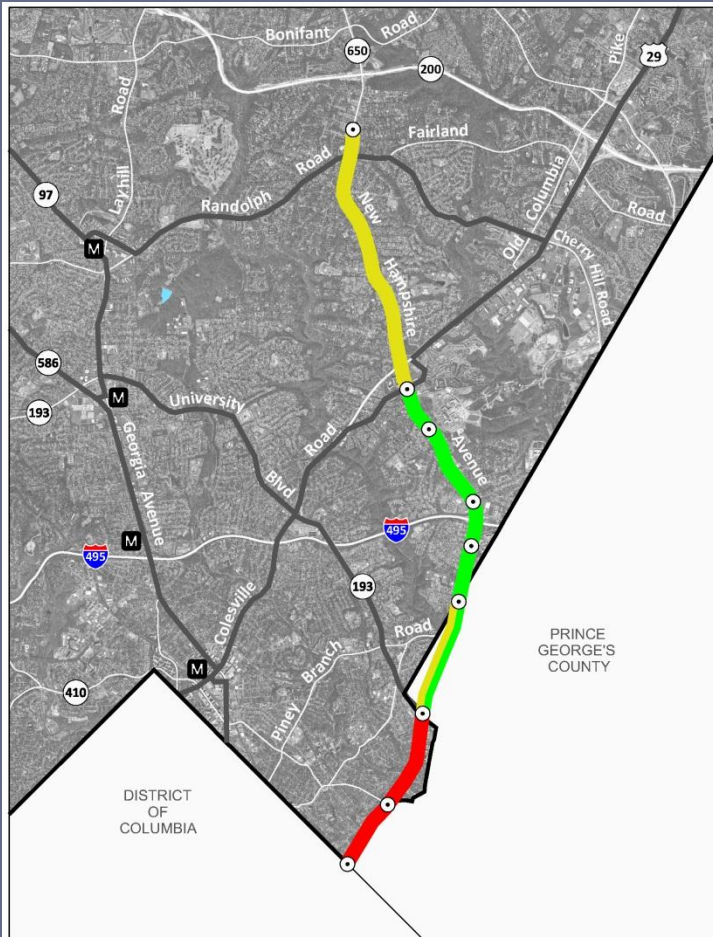 Bonifant Road
650
200
29
Pike
Layhill Road
Fairland Road
Randolph Road
97
M
New Hampshire Avenue
Old Columbia
Cherry Hill Road
586
193
M
University Blvd
Georgia Avenue
M
495
495
193
Colesville Road
M
Piney Branch Road
410
PRINCE
GEORGE'S
COUNTY
DISTRICT
OF
COLUMBIA